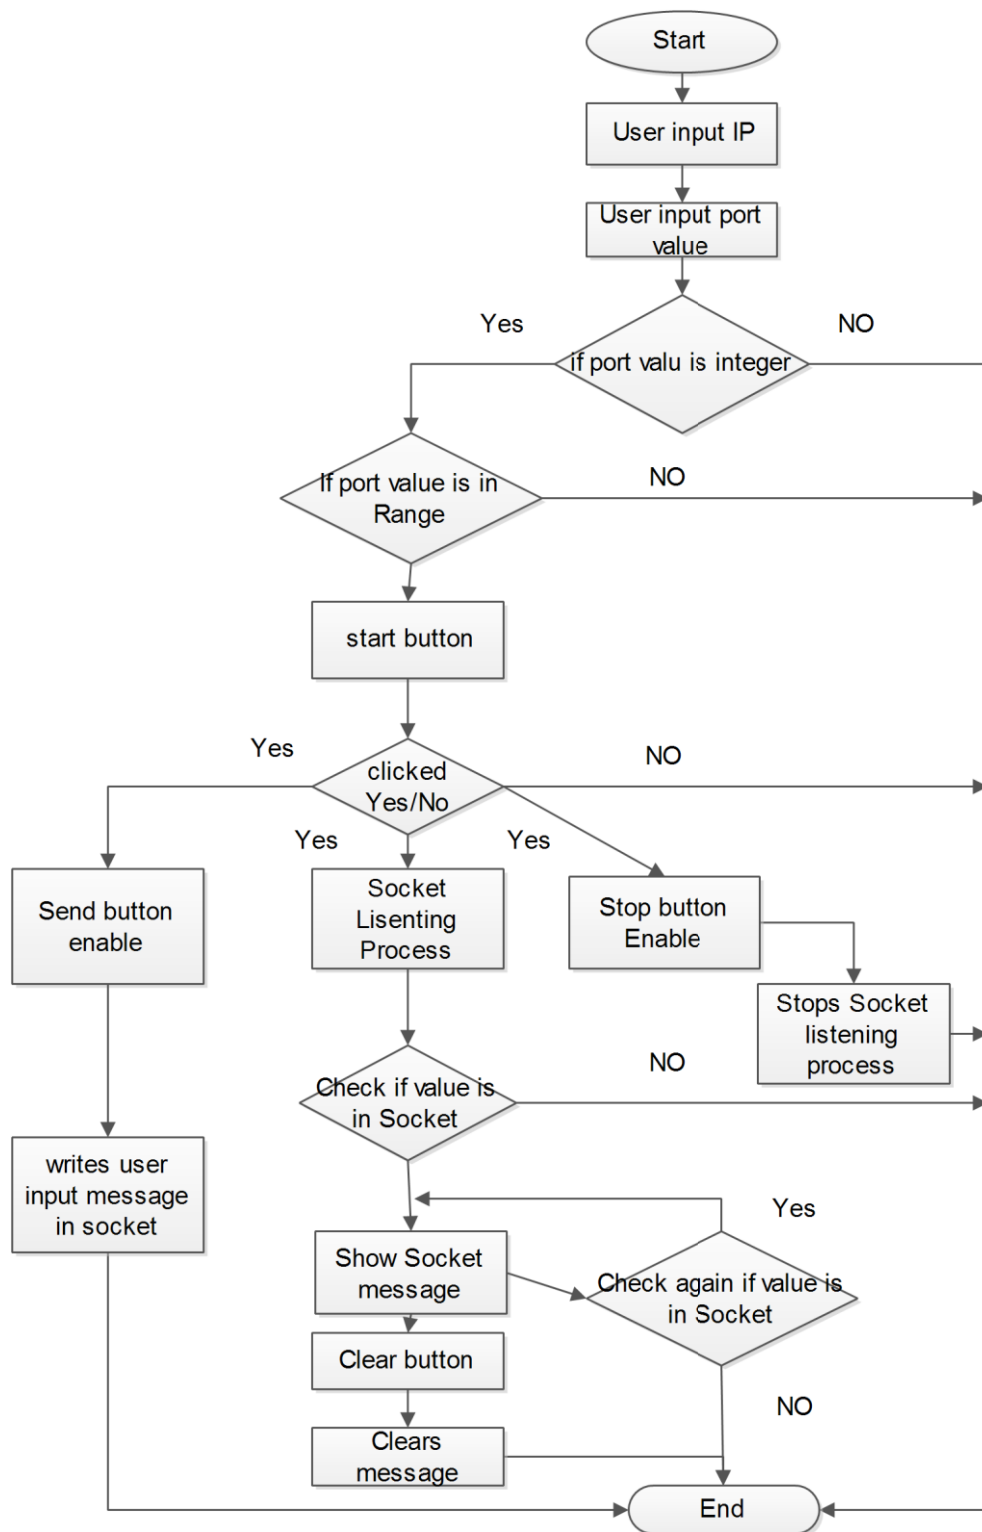 Start
User input IP
User input port
value
Yes
NO
if port valu is integer
If port value is in
Range
NO
start button
Yes
clicked
Yes/No
NO
Yes
Yes
Send button
enable
Socket
Lisenting
Process
Stop button
Enable
Stops Socket
listening
process
Check if value is
in Socket
NO
writes user
input message
in socket
Yes
Show Socket
message
Check again if value is
in Socket
Clear button
NO
Clears
message
End